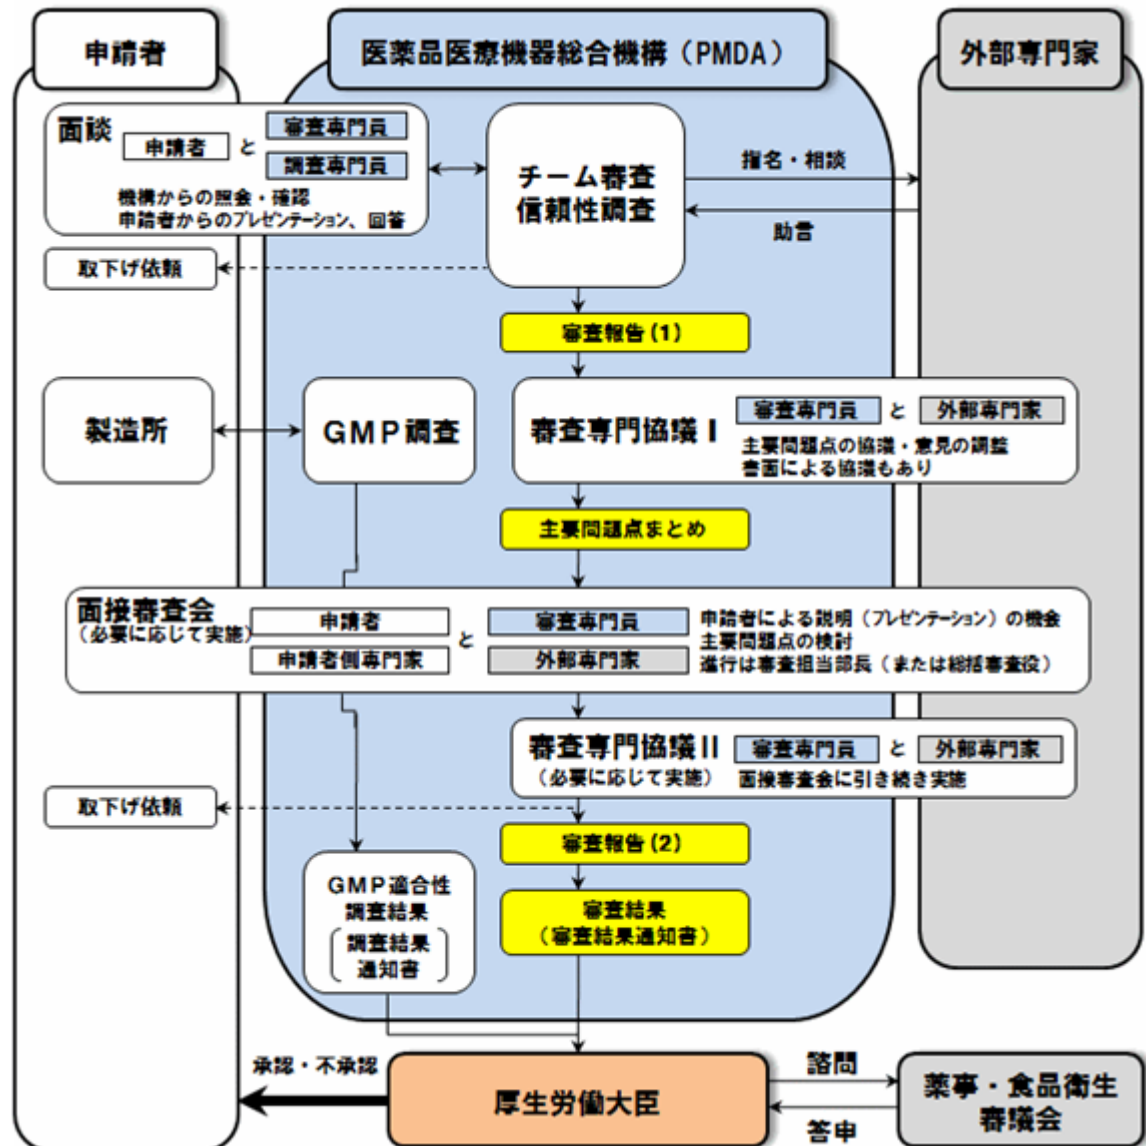 申請者
医薬品医療機器総合機構（PMDA）
外部専門家
面談
申請者
と
審査専門員
調査専門員
機構からの照会・確認
申請者からのプレゼンテーション、回答
チーム審査
信頼性調査
指名・相談
助言
取下げ依頼
審査報告(1)
製造所
GMP調査
審査専門協議Ⅰ
審査専門員
と
外部専門家
主要問題点の協議・意見の調整
書面による協議もあり
主要問題点まとめ
面接審査会
（必要に応じて実施）
申請者
申請者側専門家
と
審査専門員
外部専門家
申請者による説明（プレゼンテーション）の機会
主要問題点の検討
進行は審査担当部長（または総括審査役）
審査専門協議II
（必要に応じて実施）
審査専門員
と
外部専門家
面接審査会に引き続き実施
取下げ依頼
審査報告(2)
GMP適合性
調査結果
調査結果
通知書
審査結果
（審査結果通知書）
承認・不承認
厚生労働大臣
諮問
答申
薬事・食品衛生
審議会